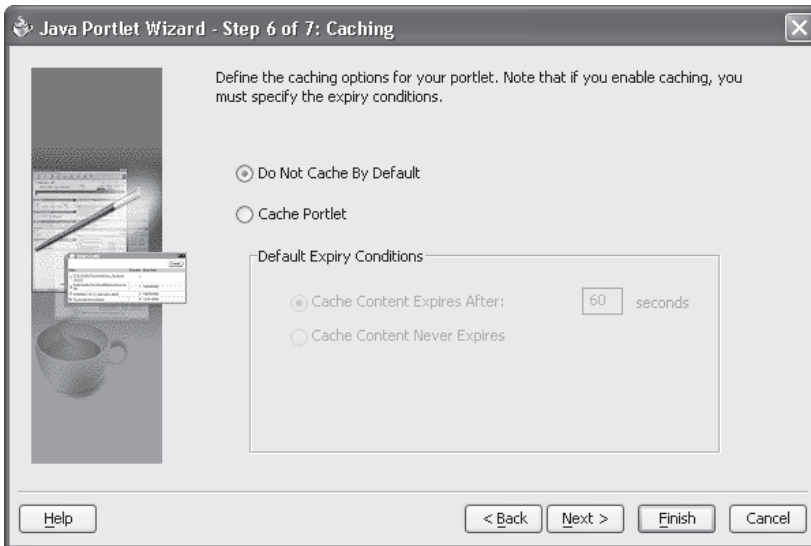 Java Portlet Wizard - Step 6 of 7: Caching
Define the caching options for your portlet. Note that if you enable caching, you
must specify the expiry conditions.
Do Not Cache By Default
Cache Portlet
Default Expiry Conditions
Cache Content Expires After: 60 seconds
Cache Content Never Expires
Help < Back Next > Finish Cancel